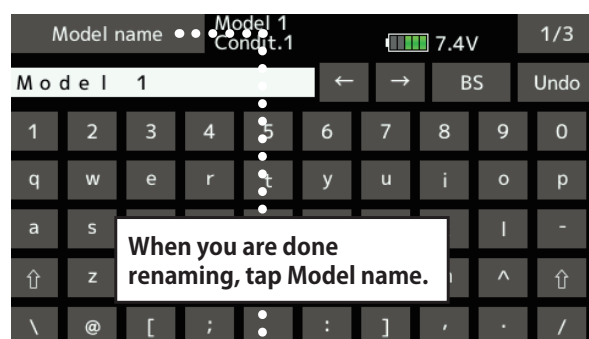 Model name Model 1 1/3
Condit.1 7.4V
Model 1 ← → BS Undo
1 2 3 4 5 6 7 8 9 0
q w e r t y u i o p
a s l -
When you are done
renaming, tap Model name.
⇧ z ^ ⇧
\ @ [ ; : ] , . /